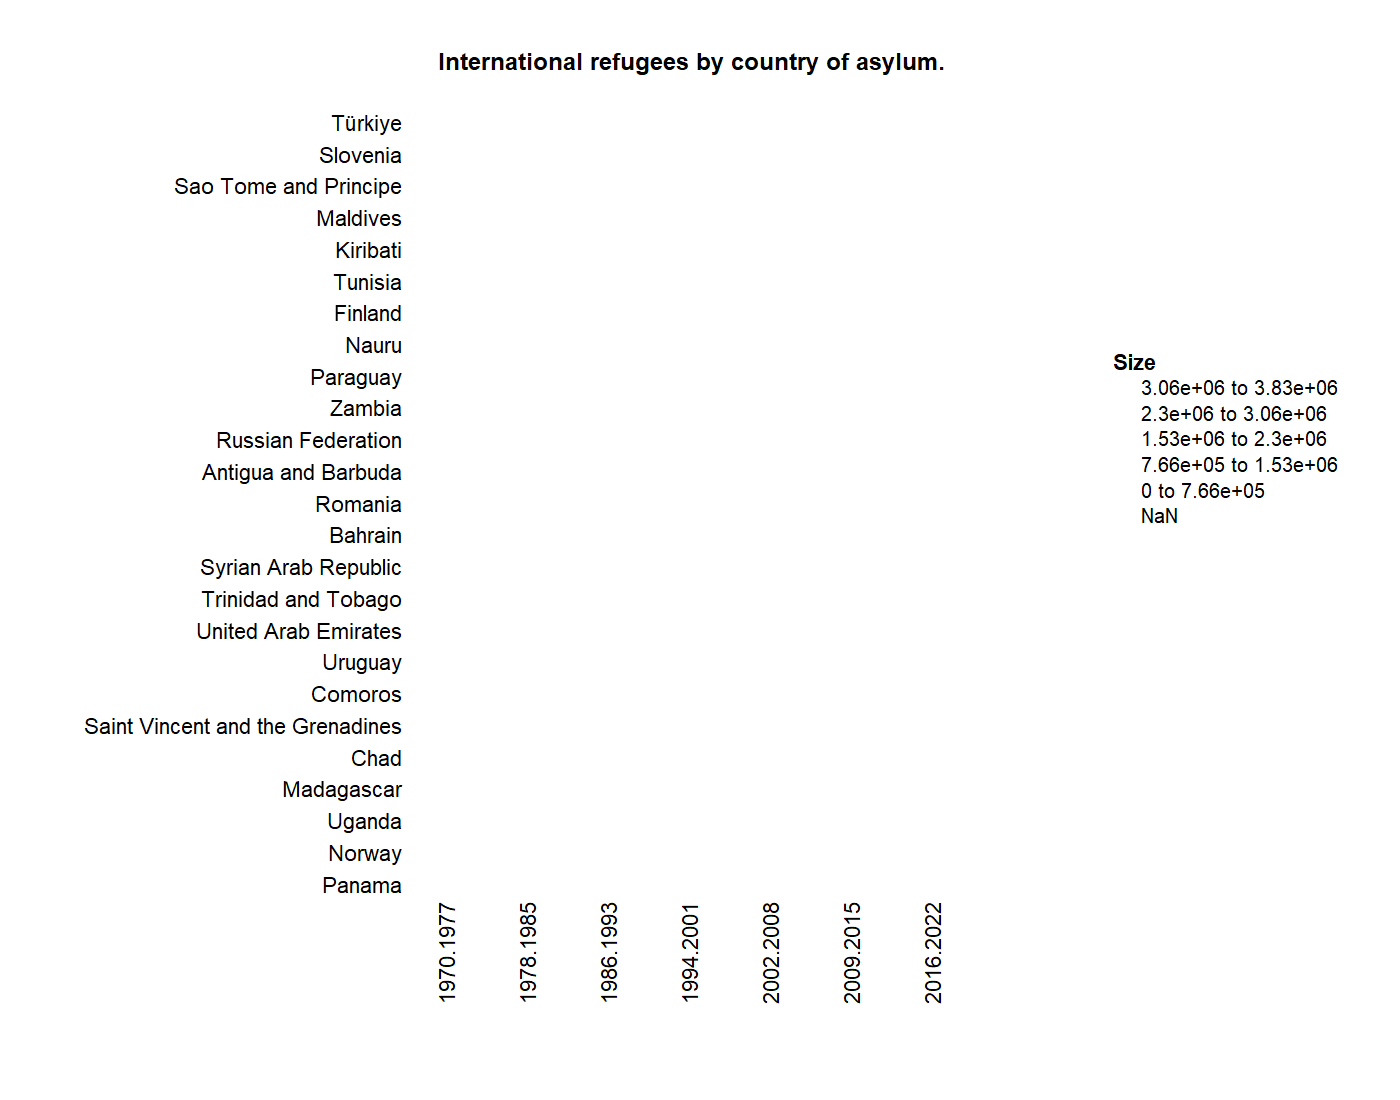 International refugees by country of asylum.
Türkiye
Slovenia
Sao Tome and Principe
Maldives
Kiribati
Tunisia
Finland
Nauru
Paraguay
Zambia
Russian Federation
Antigua and Barbuda
Romania
Bahrain
Syrian Arab Republic
Trinidad and Tobago
United Arab Emirates
Uruguay
Comoros
Saint Vincent and the Grenadines
Chad
Madagascar
Uganda
Norway
Panama
1970.1977
1978.1985
1986.1993
1994.2001
2002.2008
2009.2015
2016.2022
Size
3.06e+06 to 3.83e+06
2.3e+06 to 3.06e+06
1.53e+06 to 2.3e+06
7.66e+05 to 1.53e+06
0 to 7.66e+05
NaN